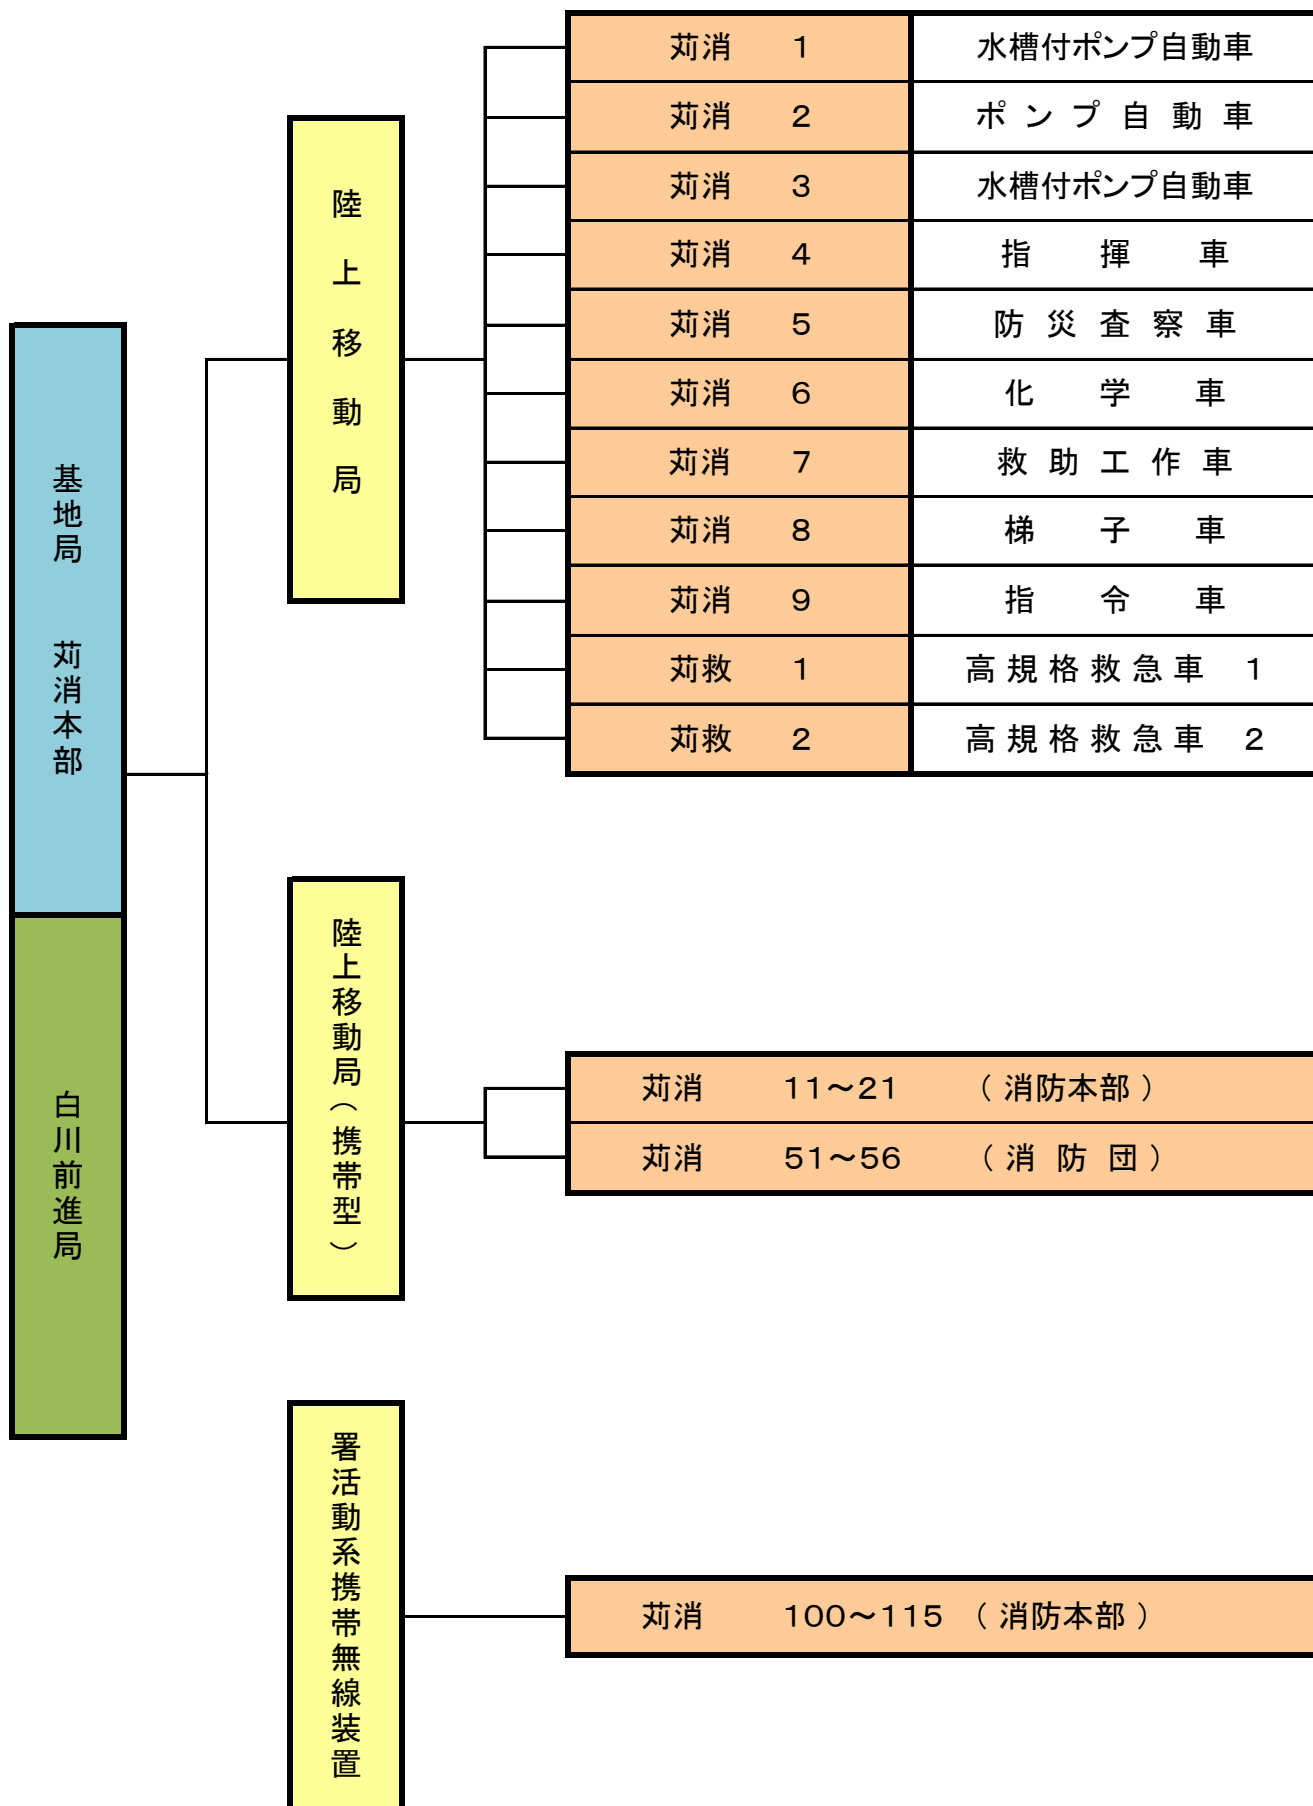 基地局 苅消本部
白川前進局
陸上移動局
苅消 1 水槽付ポンプ自動車
苅消 2 ポンプ自動車
苅消 3 水槽付ポンプ自動車
苅消 4 指揮車
苅消 5 防災査察車
苅消 6 化学車
苅消 7 救助工作車
苅消 8 梯子車
苅消 9 指令車
苅救 1 高規格救急車 1
苅救 2 高規格救急車 2
陸上移動局(携帯型)
苅消 11～21 (消防本部)
苅消 51～56 (消防団)
署活動系携帯無線装置
苅消 100～115 (消防本部)